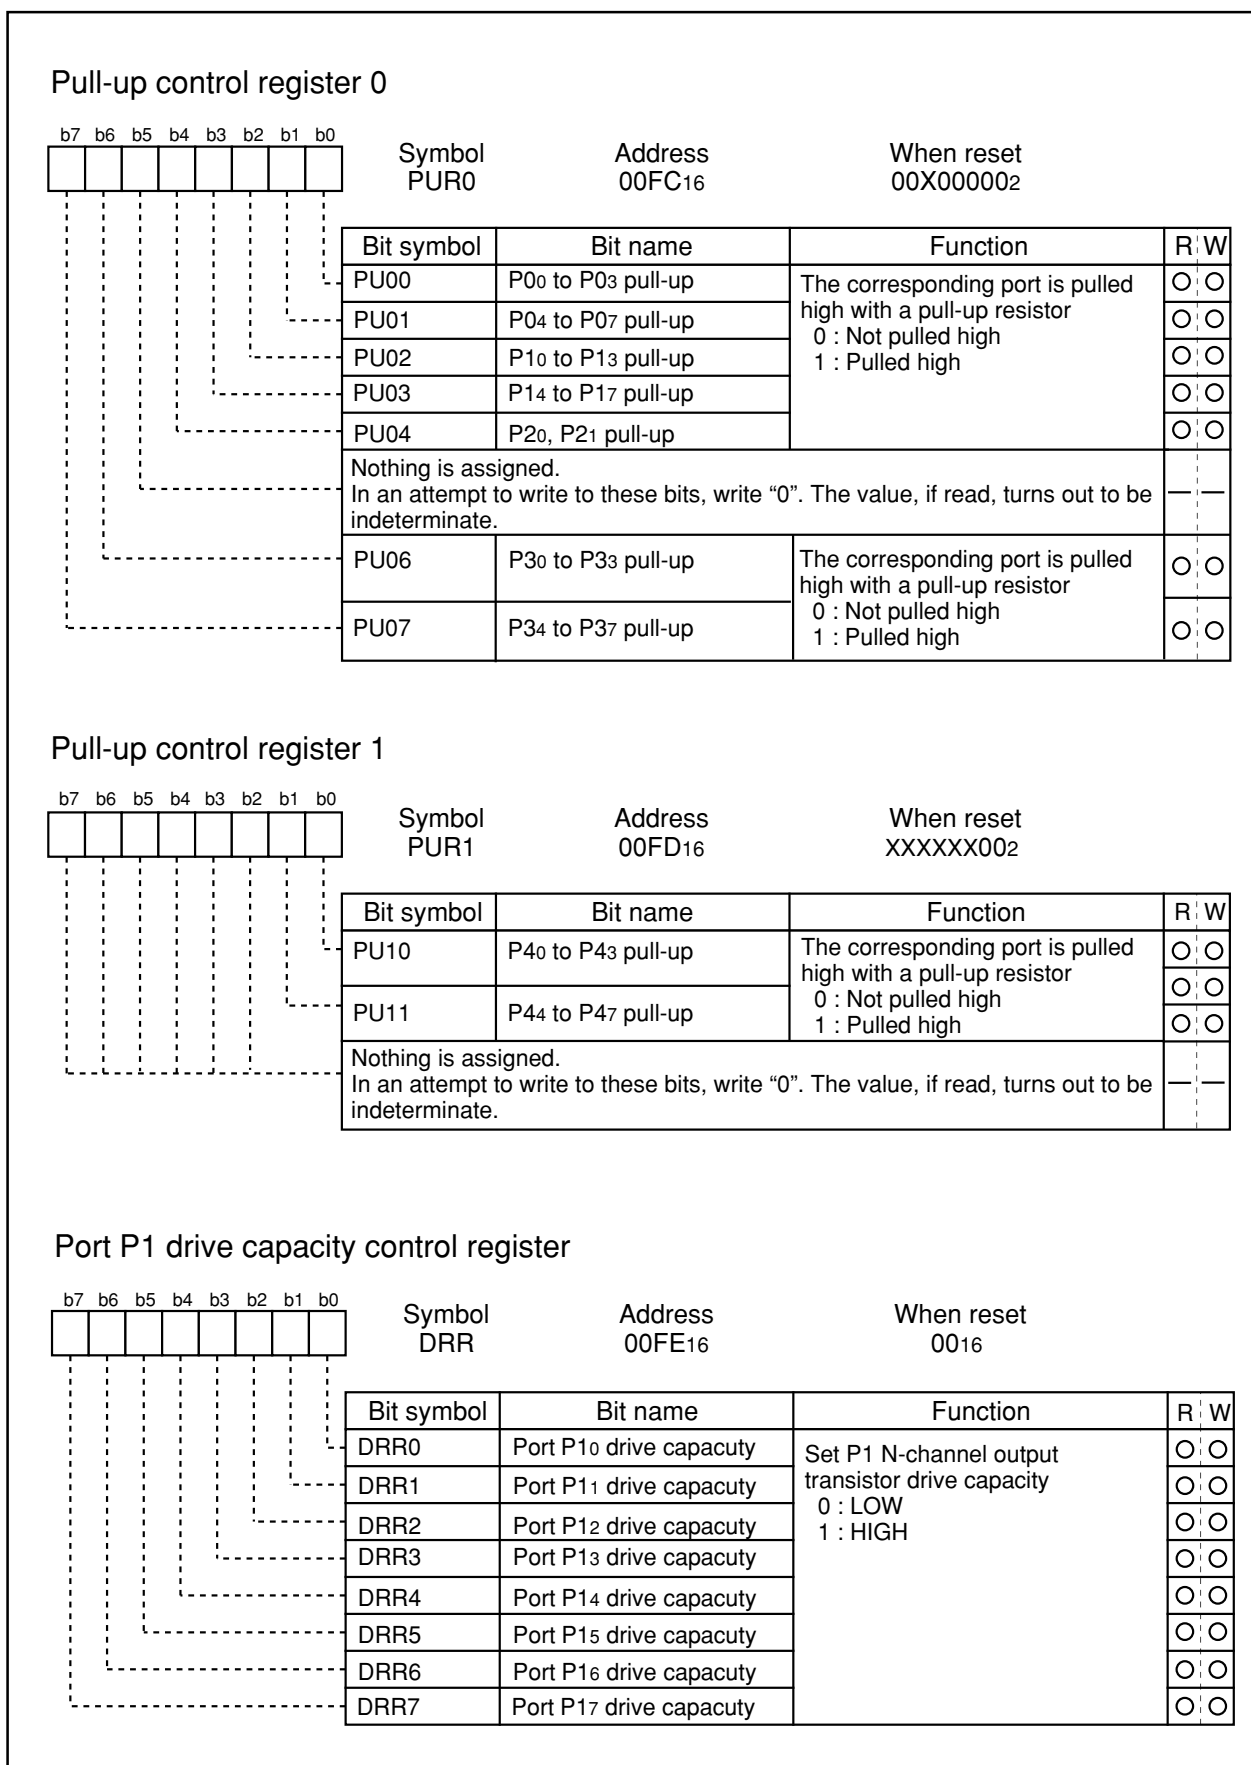 Pull-up control register 0
b7 b6 b5 b4 b3 b2 b1 b0
Symbol Address When reset
PUR0 00FC16 00X000002
Bit symbol Bit name Function R W
PU00 P00 to P03 pull-up The corresponding port is pulled
high with a pull-up resistor
PU01 P04 to P07 pull-up
0 : Not pulled high
PU02 P10 to P13 pull-up 1 : Pulled high
PU03 P14 to P17 pull-up
PU04 P20, P21 pull-up
Nothing is assigned.
In an attempt to write to these bits, write “0”. The value, if read, turns out to be
indeterminate.
PU06 P30 to P33 pull-up The corresponding port is pulled
high with a pull-up resistor
0 : Not pulled high
PU07 P34 to P37 pull-up 1 : Pulled high
Pull-up control register 1
b7 b6 b5 b4 b3 b2 b1 b0
Symbol Address When reset
PUR1 00FD16 XXXXXX002
Bit symbol Bit name Function R W
PU10 P40 to P43 pull-up The corresponding port is pulled
high with a pull-up resistor
0 : Not pulled high
PU11 P44 to P47 pull-up 1 : Pulled high
Nothing is assigned.
In an attempt to write to these bits, write “0”. The value, if read, turns out to be
indeterminate.
Port P1 drive capacity control register
b7 b6 b5 b4 b3 b2 b1 b0
Symbol Address When reset
DRR 00FE16 0016
Bit symbol Bit name Function R W
DRR0 Port P10 drive capacuty Set P1 N-channel output
DRR1 Port P11 drive capacuty transistor drive capacity
0 : LOW
DRR2 Port P12 drive capacuty 1 : HIGH
DRR3 Port P13 drive capacuty
DRR4 Port P14 drive capacuty
DRR5 Port P15 drive capacuty
DRR6 Port P16 drive capacuty
DRR7 Port P17 drive capacuty